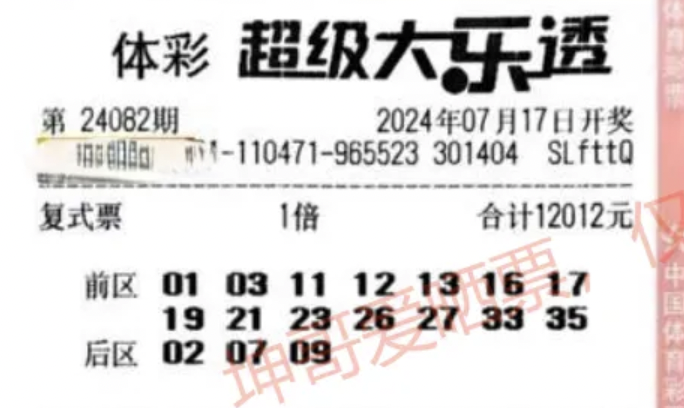 体彩 超级大乐透
第 24082期 2024年07月17日开奖
-110471-965523 301404 SLfttQ
复式票 1倍 合计12012元
前区 01 03 11 12 13 16 17
19 21 23 26 27 33 35
后区 02 07 09
坤哥爱晒票，仅
体育彩票
中国体育彩